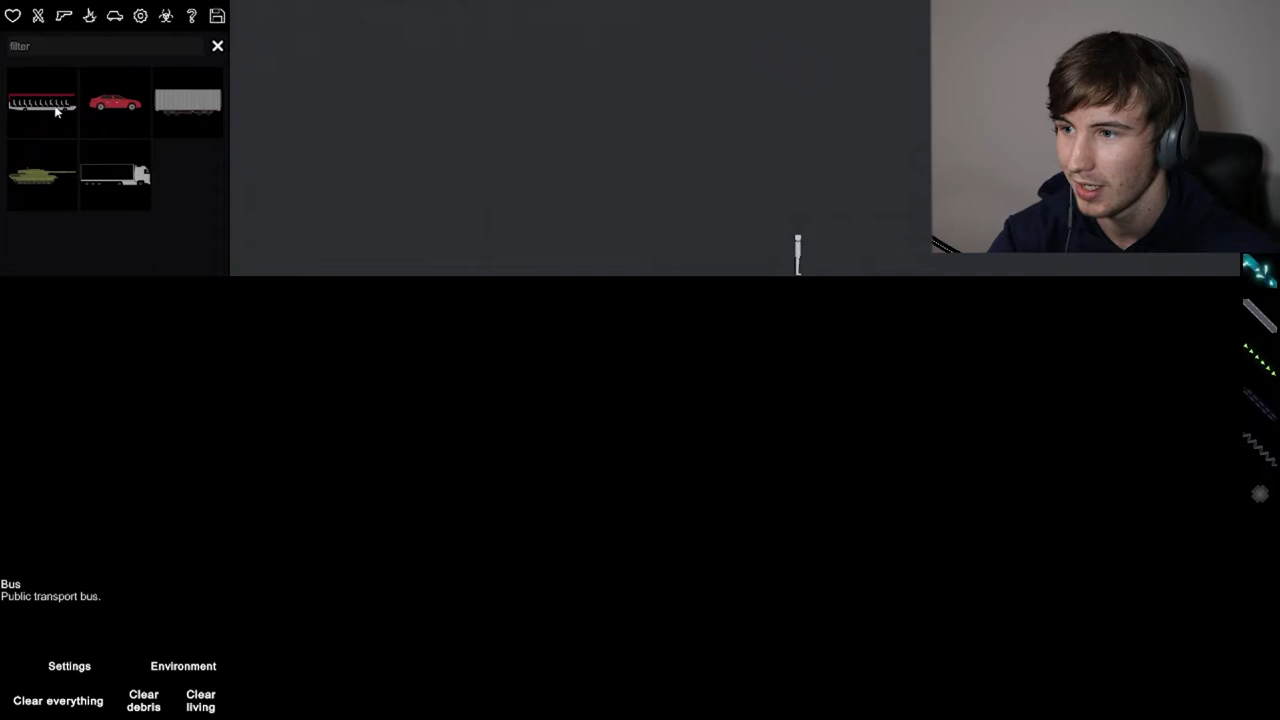 filter
Bus
Public transport bus.
Settings
Environment
Clear everything
Clear
debris
Clear
living